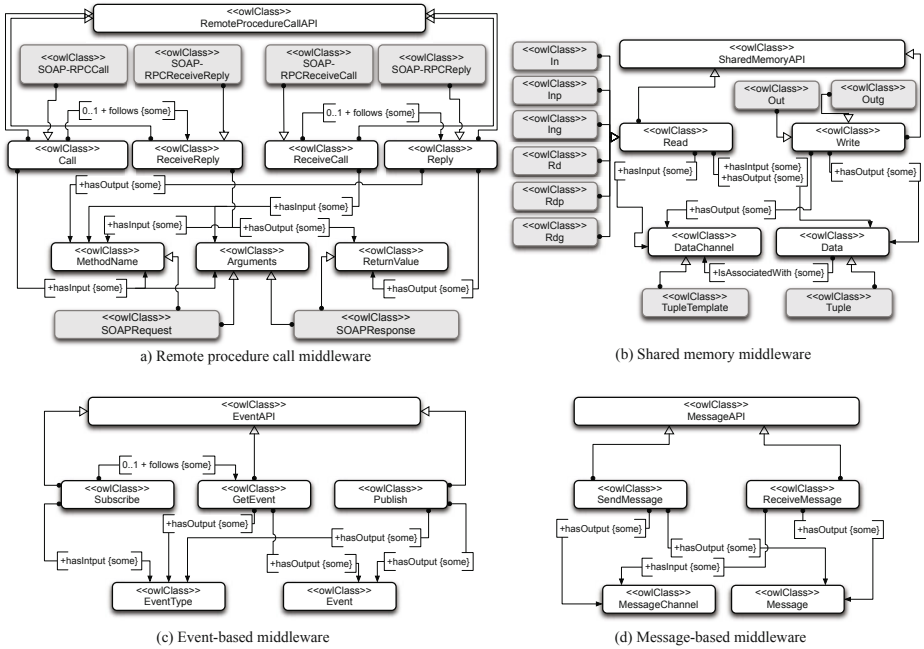 <<owlClass>>
RemoteProcedureCallAPI
<<owlClass>>
SOAP-RPCCall
<<owlClass>>
SOAP-
RPCReceiveReply
<<owlClass>>
SOAP-
RPCReceiveCall
<<owlClass>>
SOAP-RPCReply
0..1 + follows {some}
0..1 + follows {some}
<<owlClass>>
Call
<<owlClass>>
ReceiveReply
<<owlClass>>
ReceiveCall
<<owlClass>>
Reply
+hasOutput {some}
+hasInput {some}
+hasOutput {some}
<<owlClass>>
MethodName
<<owlClass>>
Arguments
<<owlClass>>
ReturnValue
+hasInput {some}
+hasOutput {some}
<<owlClass>>
SOAPRequest
<<owlClass>>
SOAPResponse
a) Remote procedure call middleware
<<owlClass>>
In
<<owlClass>>
Inp
<<owlClass>>
Ing
<<owlClass>>
Rd
<<owlClass>>
Rdp
<<owlClass>>
Rdg
<<owlClass>>
SharedMemoryAPI
<<owlClass>>
Out
<<owlClass>>
Outg
<<owlClass>>
Read
<<owlClass>>
Write
+hasInput {some}
+hasInput {some}
+hasOutput {some}
+hasOutput {some}
+hasOutput {some}
<<owlClass>>
DataChannel
<<owlClass>>
Data
+IsAssociatedWith {some}
<<owlClass>>
TupleTemplate
<<owlClass>>
Tuple
(b) Shared memory middleware
<<owlClass>>
EventAPI
0..1 + follows {some}
<<owlClass>>
Subscribe
<<owlClass>>
GetEvent
<<owlClass>>
Publish
+hasOutput {some}
+hasOutput {some}
+hasInput {some}
+hasOutput {some}
+hasOutput {some}
<<owlClass>>
EventType
<<owlClass>>
Event
(c) Event-based middleware
<<owlClass>>
MessageAPI
<<owlClass>>
SendMessage
<<owlClass>>
ReceiveMessage
+hasOutput {some}
+hasOutput {some}
+hasOutput {some}
+hasInput {some}
<<owlClass>>
MessageChannel
<<owlClass>>
Message
(d) Message-based middleware